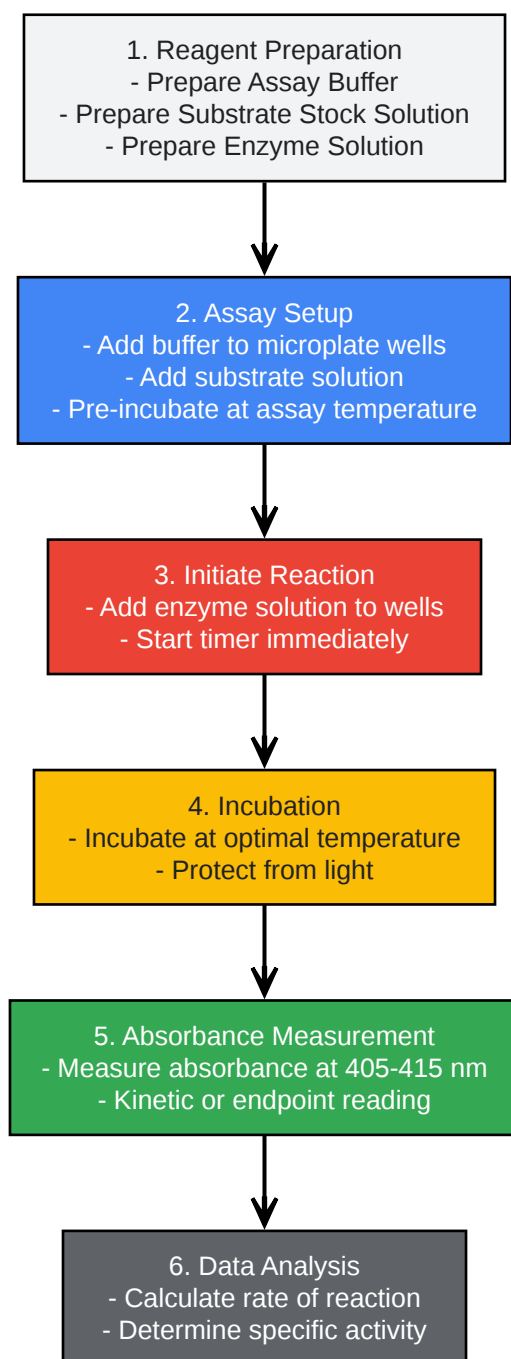 1. Reagent Preparation
- Prepare Assay Buffer
- Prepare Substrate Stock Solution
- Prepare Enzyme Solution
2. Assay Setup
- Add buffer to microplate wells
- Add substrate solution
- Pre-incubate at assay temperature
3. Initiate Reaction
- Add enzyme solution to wells
- Start timer immediately
4. Incubation
- Incubate at optimal temperature
- Protect from light
5. Absorbance Measurement
- Measure absorbance at 405-415 nm
- Kinetic or endpoint reading
6. Data Analysis
- Calculate rate of reaction
- Determine specific activity